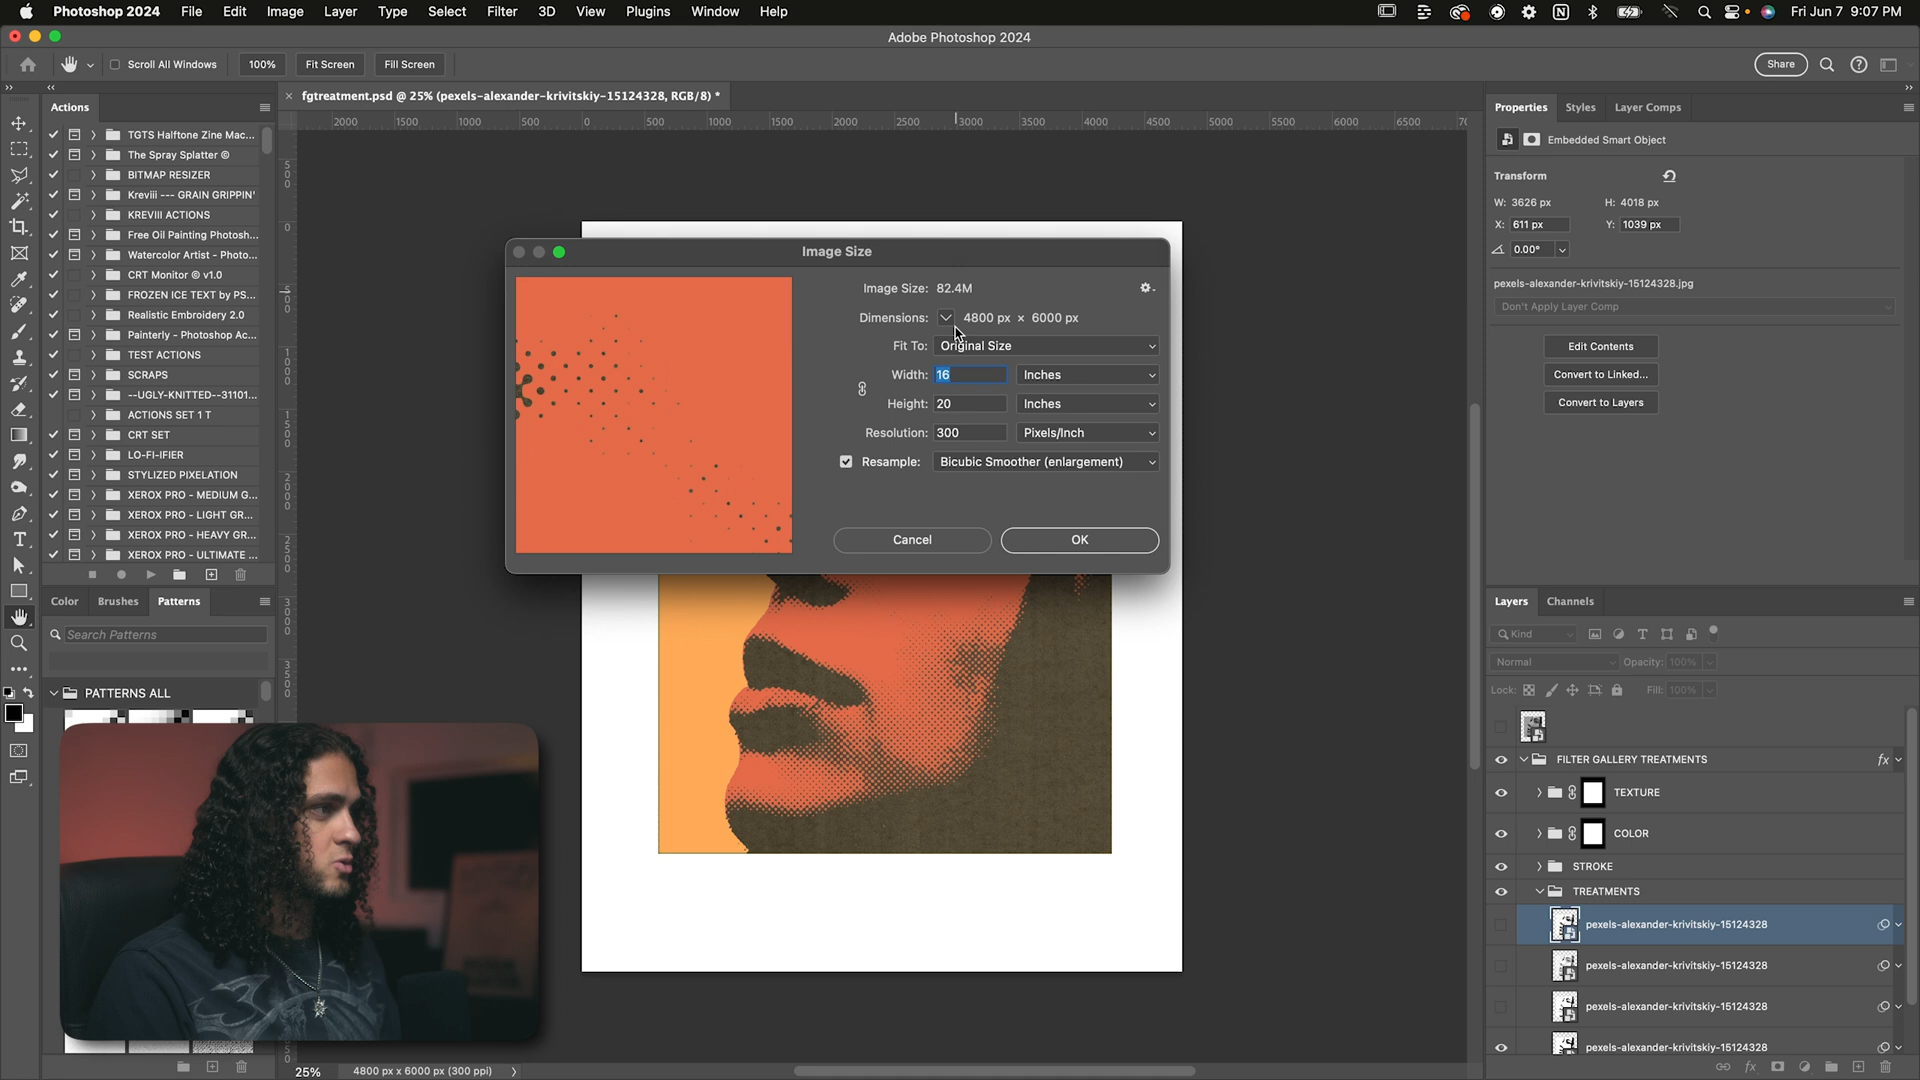 Photoshop 2024 File Edit Image Layer Type Select Filter 3D View Plugins Window Help Fri Jun 7 9:07 PM
Adobe Photoshop 2024
Scroll All Windows 100% Fit Screen Fill Screen Share
fgtreatment.psd @ 25% (pexels-alexander-krivitskiy-15124328, RGB/8) *
2000 1500 1000 500 0 500 1000 1500 2000 2500 3000 3500 4000 4500 5000 5500 6000 6500
Actions
TGTS Halftone Zine Mac...
The Spray Splatter ©
BITMAP RESIZER
Kreviii --- GRAIN GRIPPIN'
KREVIII ACTIONS
Free Oil Painting Photosh...
Watercolor Artist - Photo...
CRT Monitor © v1.0
FROZEN ICE TEXT by PS...
Realistic Embroidery 2.0
Painterly - Photoshop Ac...
TEST ACTIONS
SCRAPS
--UGLY-KNITTED--31101...
ACTIONS SET 1 T
CRT SET
LO-FI-IFIER
STYLIZED PIXELATION
XEROX PRO - MEDIUM G...
XEROX PRO - LIGHT GR...
XEROX PRO - HEAVY GR...
XEROX PRO - ULTIMATE ...
Color Brushes Patterns
Search Patterns
PATTERNS ALL
Image Size
Image Size: 82.4M
Dimensions: 4800 px × 6000 px
Fit To: Original Size
Width: 16 Inches
Height: 20 Inches
Resolution: 300 Pixels/Inch
Resample: Bicubic Smoother (enlargement)
Cancel OK
Properties Styles Layer Comps
Embedded Smart Object
Transform
W: 3626 px H: 4018 px
X: 611 px Y: 1039 px
0.00°
pexels-alexander-krivitskiy-15124328.jpg
Don't Apply Layer Comp
Edit Contents
Convert to Linked...
Convert to Layers
Layers Channels
Kind
Normal Opacity: 100%
Lock: Fill: 100%
FILTER GALLERY TREATMENTS fx
TEXTURE
COLOR
STROKE
TREATMENTS
pexels-alexander-krivitskiy-15124328
pexels-alexander-krivitskiy-15124328
pexels-alexander-krivitskiy-15124328
pexels-alexander-krivitskiy-15124328
fx
25% 4800 px x 6000 px (300 ppi)